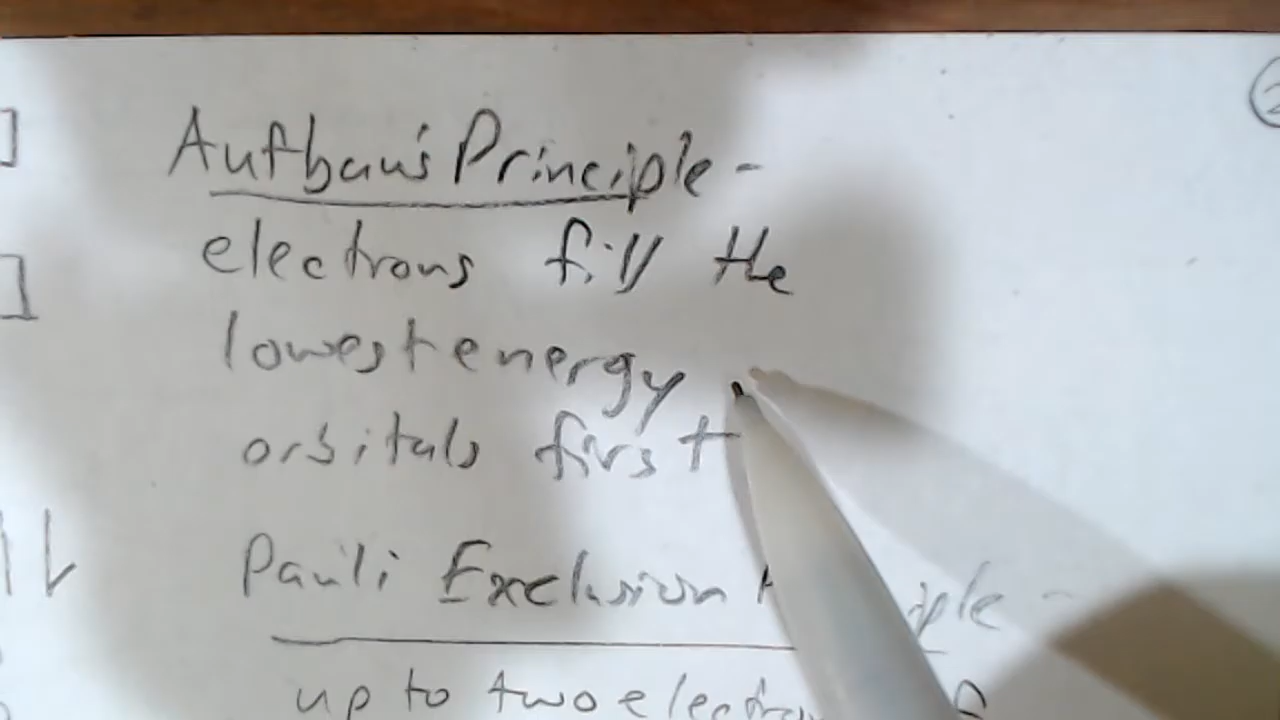 Aufbau's Principle -
electrons fill the
lowest energy
orbitals first
Pauli Exclusion
up to two